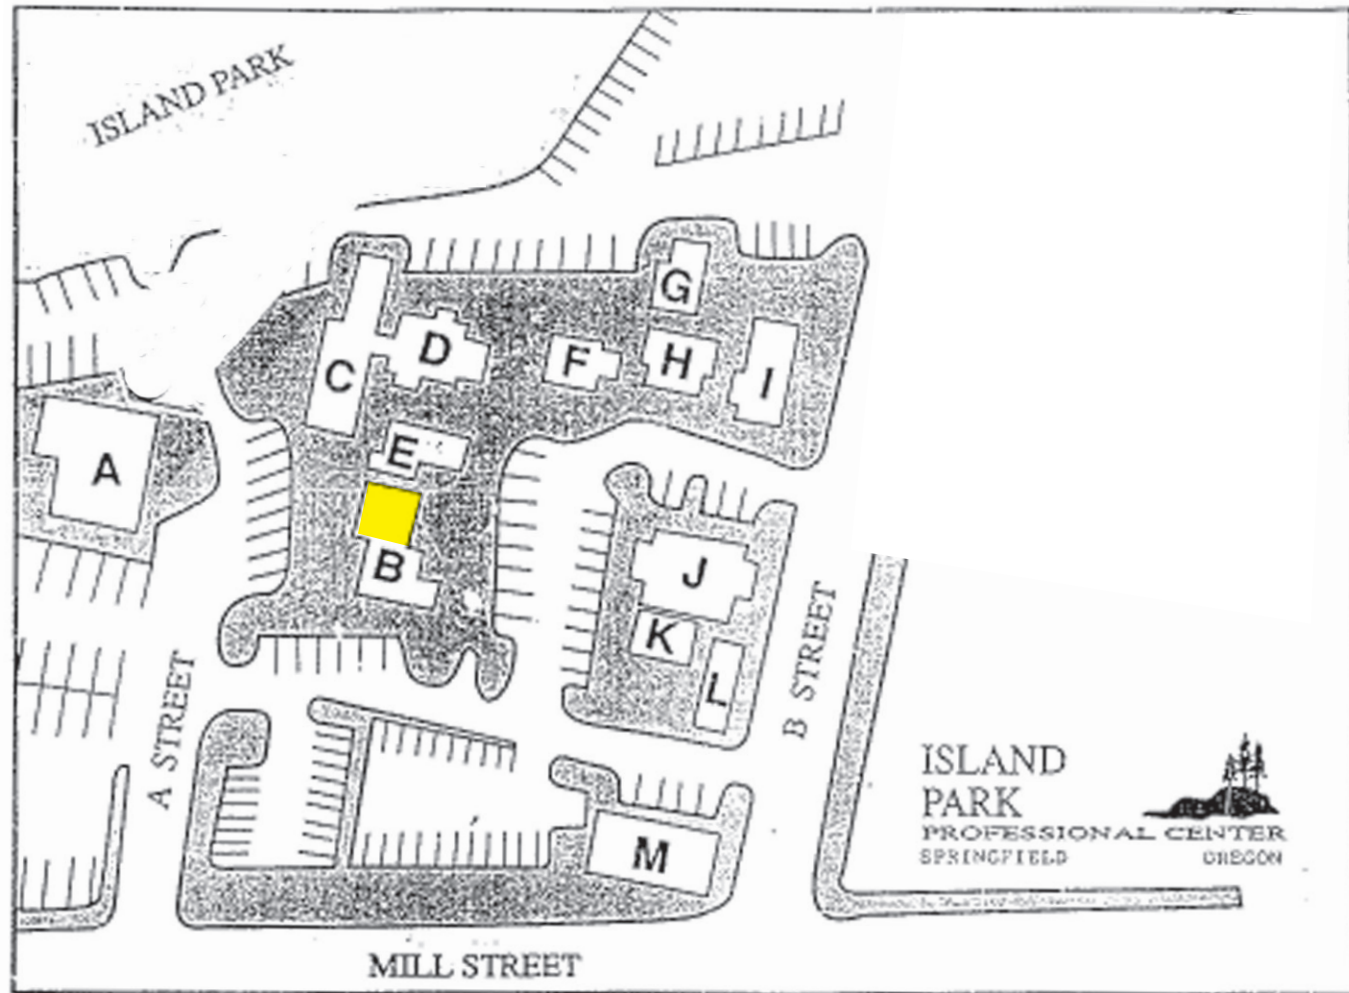 ISLAND PARK
G
D
F
H
C
I
E
A
B
J
K
L
A STREET
B STREET
M
ISLAND
PARK
PROFESSIONAL CENTER
SPRINGFIELD OREGON
MILL STREET